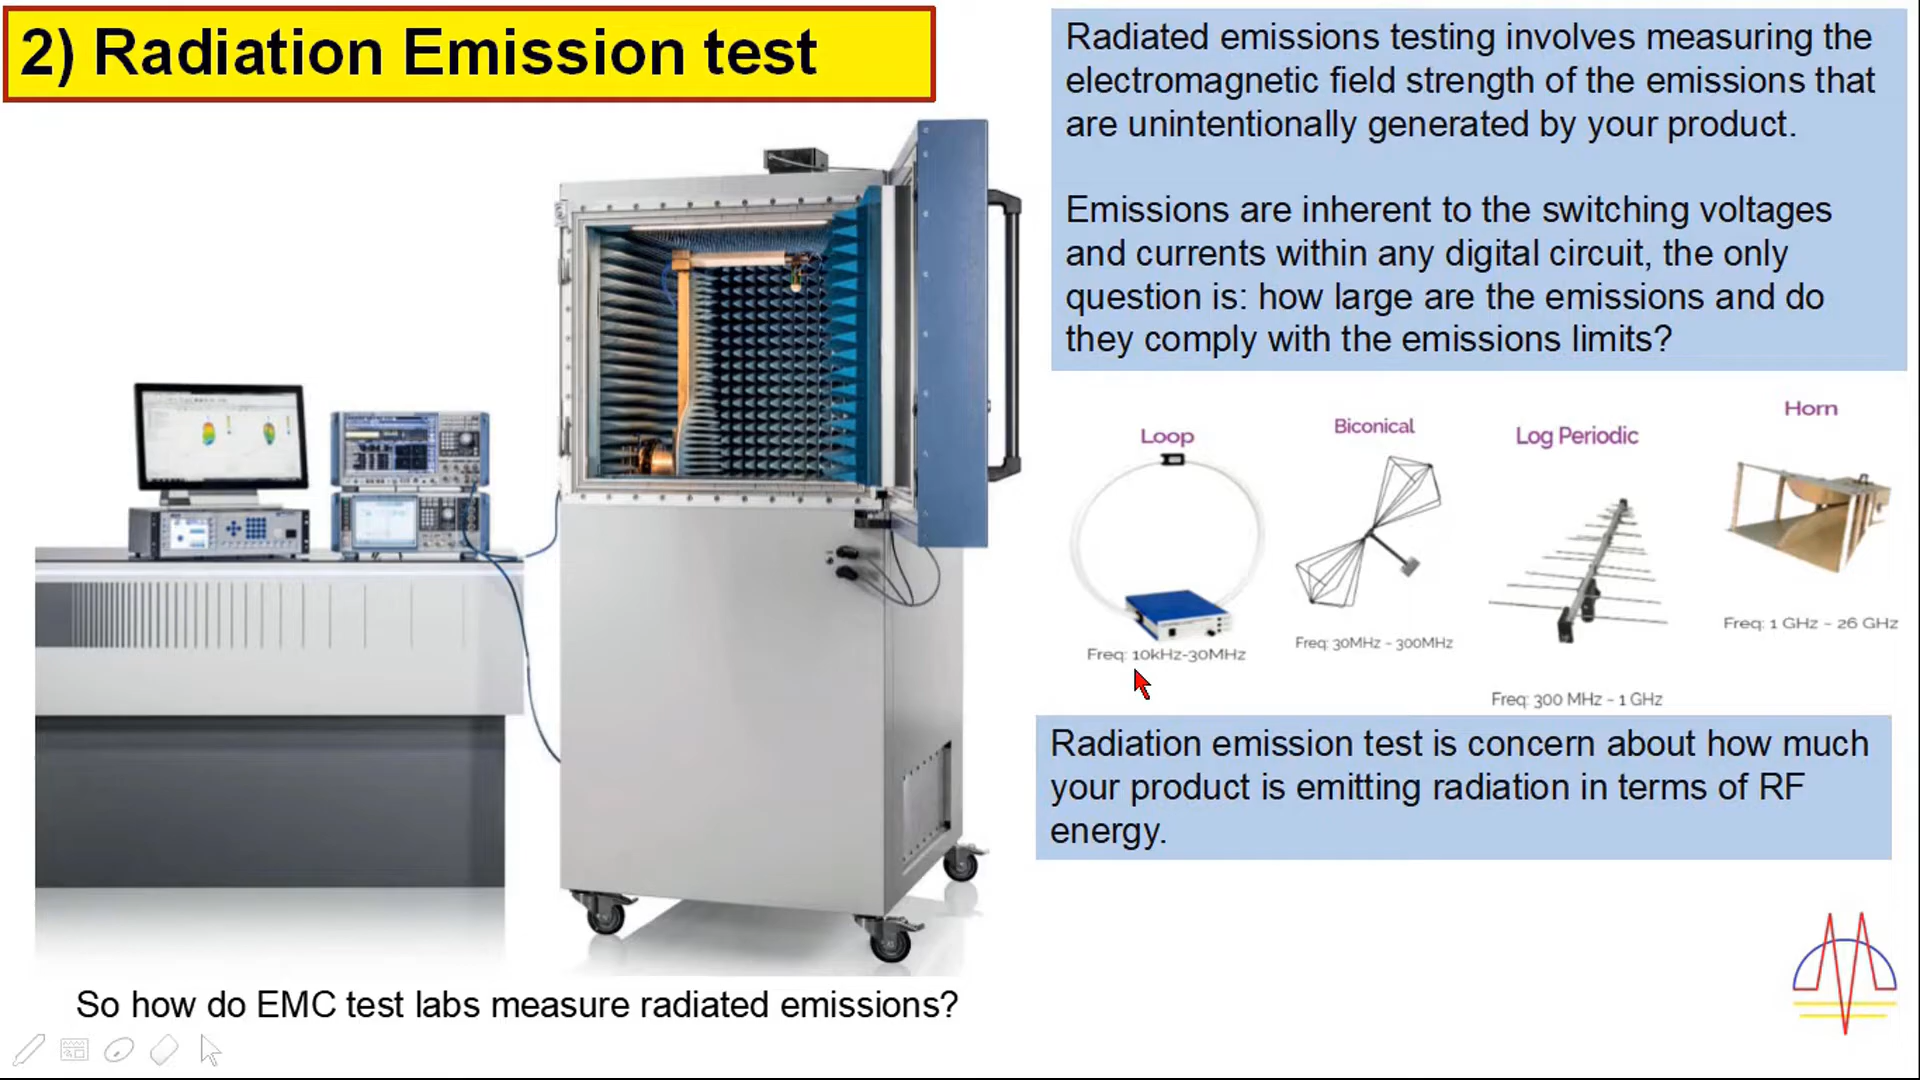 2) Radiation Emission test
Radiated emissions testing involves measuring the
electromagnetic field strength of the emissions that
are unintentionally generated by your product.
Emissions are inherent to the switching voltages
and currents within any digital circuit, the only
question is: how large are the emissions and do
they comply with the emissions limits?
Loop
Biconical
Log Periodic
Horn
Freq: 10kHz-30MHz
Freq: 30MHz - 300MHz
Freq: 300 MHz - 1 GHz
Freq: 1 GHz - 26 GHz
Radiation emission test is concern about how much
your product is emitting radiation in terms of RF
energy.
So how do EMC test labs measure radiated emissions?